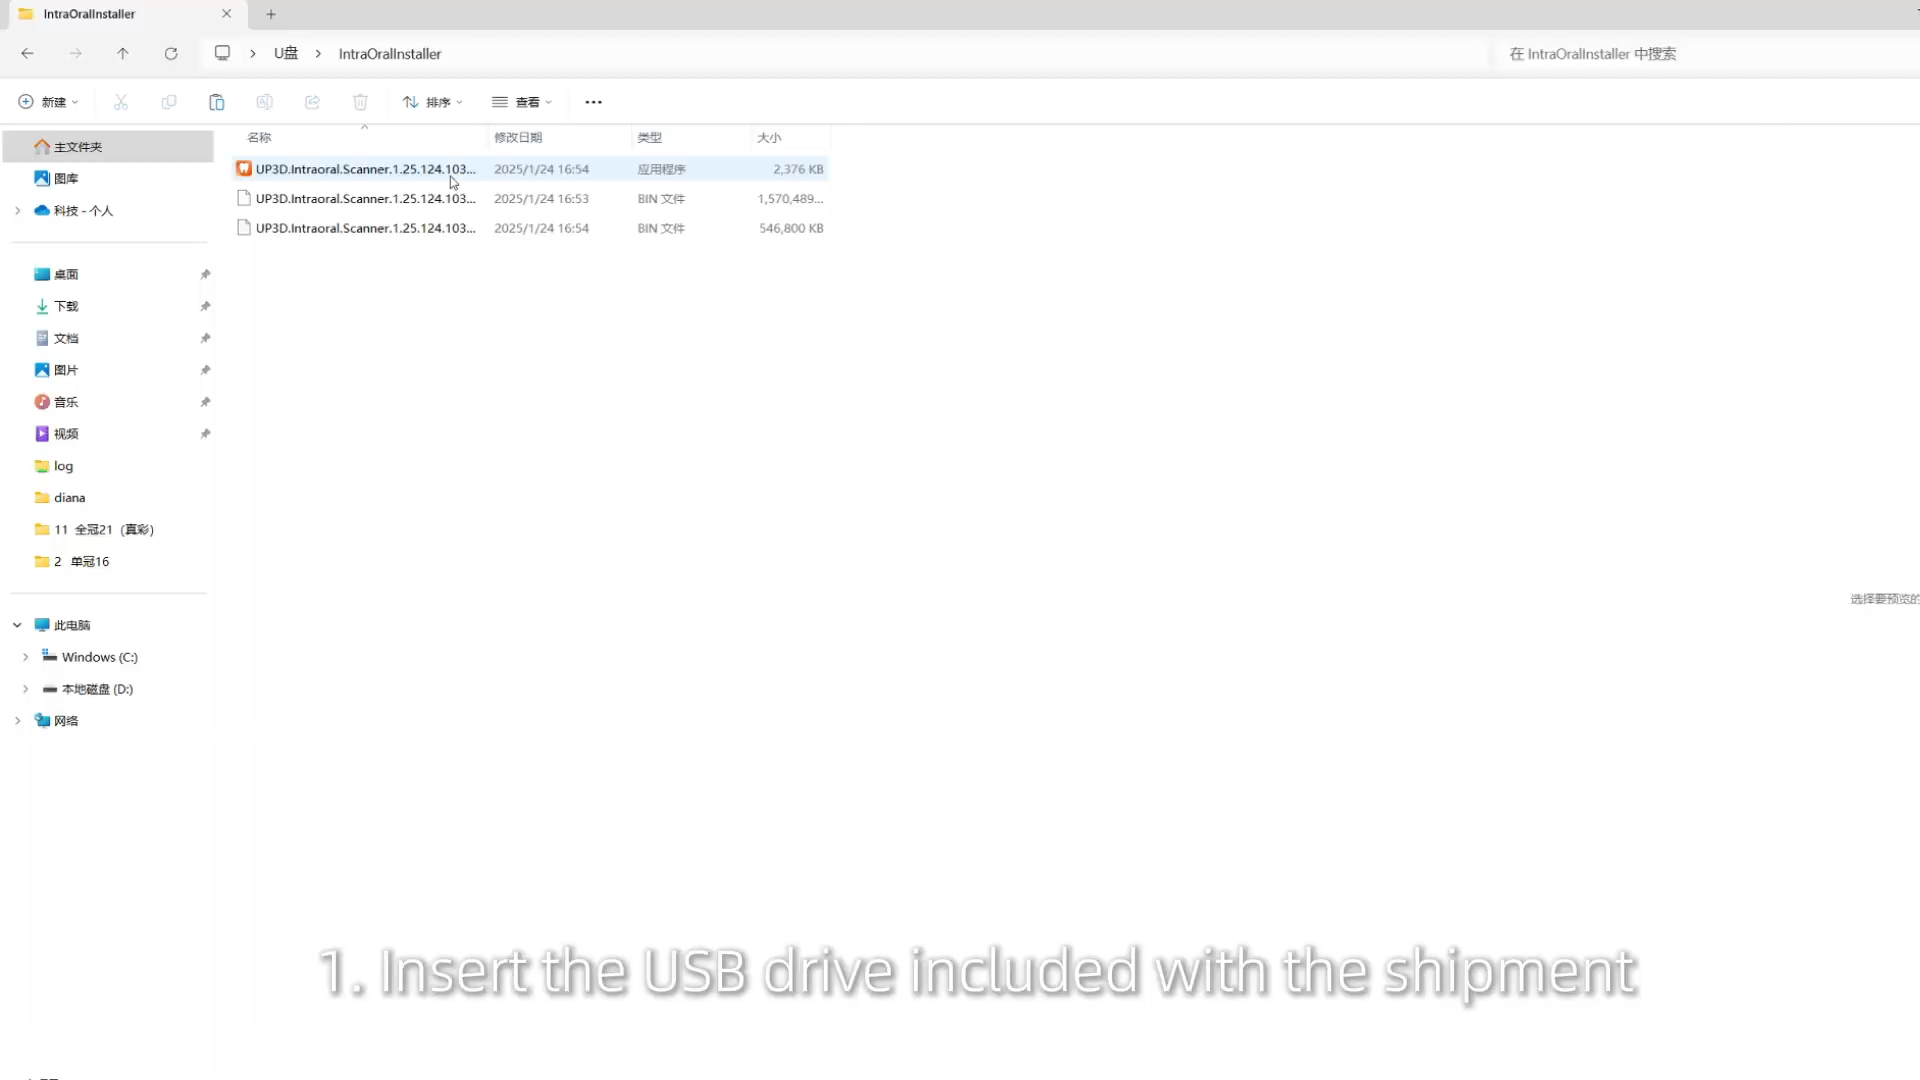 IntraOralInstaller
U盘 > IntraOralInstaller
在 IntraOralInstaller 中搜索
新建
排序
查看
名称 修改日期 类型 大小
UP3D.Intraoral.Scanner.1.25.124.103... 2025/1/24 16:54 应用程序 2,376 KB
UP3D.Intraoral.Scanner.1.25.124.103... 2025/1/24 16:53 BIN 文件 1,570,489...
UP3D.Intraoral.Scanner.1.25.124.103... 2025/1/24 16:54 BIN 文件 546,800 KB
主文件夹
图库
科技 - 个人
桌面
下载
文档
图片
音乐
视频
log
diana
11 全冠21（真彩）
2 单冠16
此电脑
Windows (C:)
本地磁盘 (D:)
网络
选择要预览的
1. Insert the USB drive included with the shipment